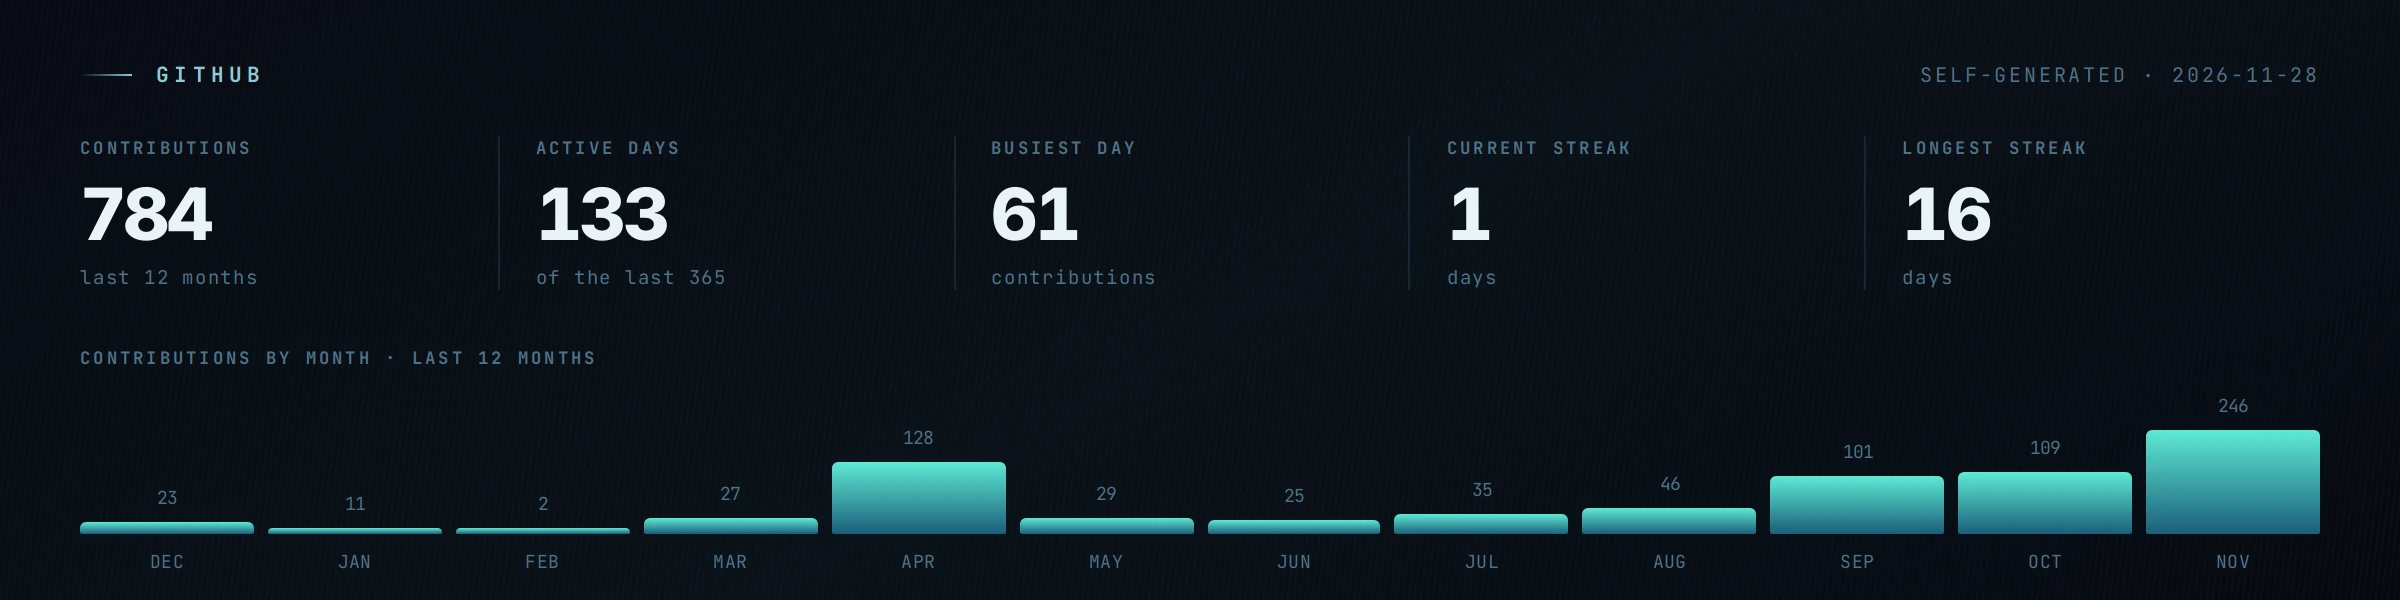 GITHUB
SELF-GENERATED · 2026-11-28
CONTRIBUTIONS
784
last 12 months
ACTIVE DAYS
133
of the last 365
BUSIEST DAY
61
contributions
CURRENT STREAK
1
days
LONGEST STREAK
16
days
CONTRIBUTIONS BY MONTH · LAST 12 MONTHS
23 11 2 27 128 29 25 35 46 101 109 246
DEC JAN FEB MAR APR MAY JUN JUL AUG SEP OCT NOV